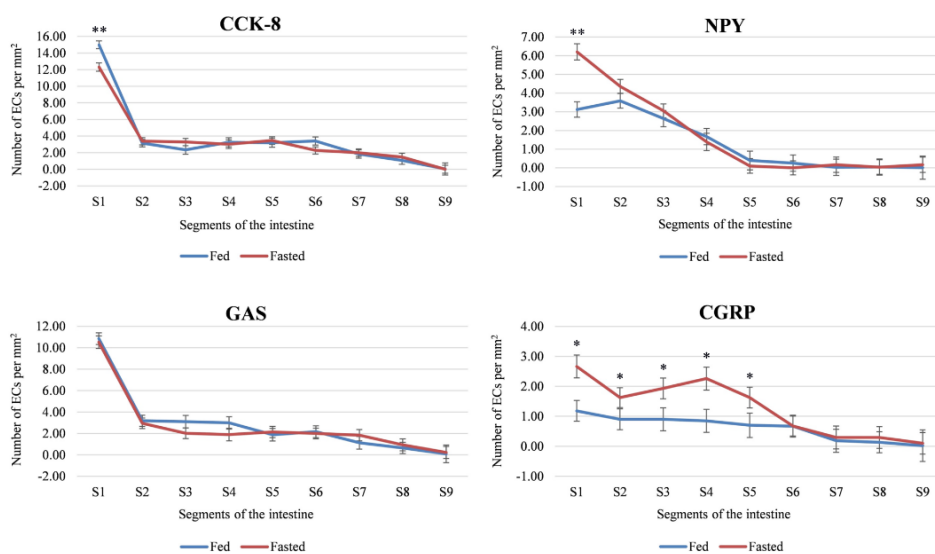 CCK-8
**
16.00
14.00
12.00
10.00
8.00
6.00
4.00
2.00
0.00
-2.00
Number of ECs per mm²
S1 S2 S3 S4 S5 S6 S7 S8 S9
Segments of the intestine
Fed Fasted
NPY
**
7.00
6.00
5.00
4.00
3.00
2.00
1.00
0.00
-1.00
Number of ECs per mm²
S1 S2 S3 S4 S5 S6 S7 S8 S9
Segments of the intestine
Fed Fasted
GAS
12.00
10.00
8.00
6.00
4.00
2.00
0.00
-2.00
Number of ECs per mm²
S1 S2 S3 S4 S5 S6 S7 S8 S9
Segments of the intestine
Fed Fasted
CGRP
* * * * *
4.00
3.00
2.00
1.00
0.00
-1.00
Number of ECs per mm²
S1 S2 S3 S4 S5 S6 S7 S8 S9
Segments of the intestine
Fed Fasted